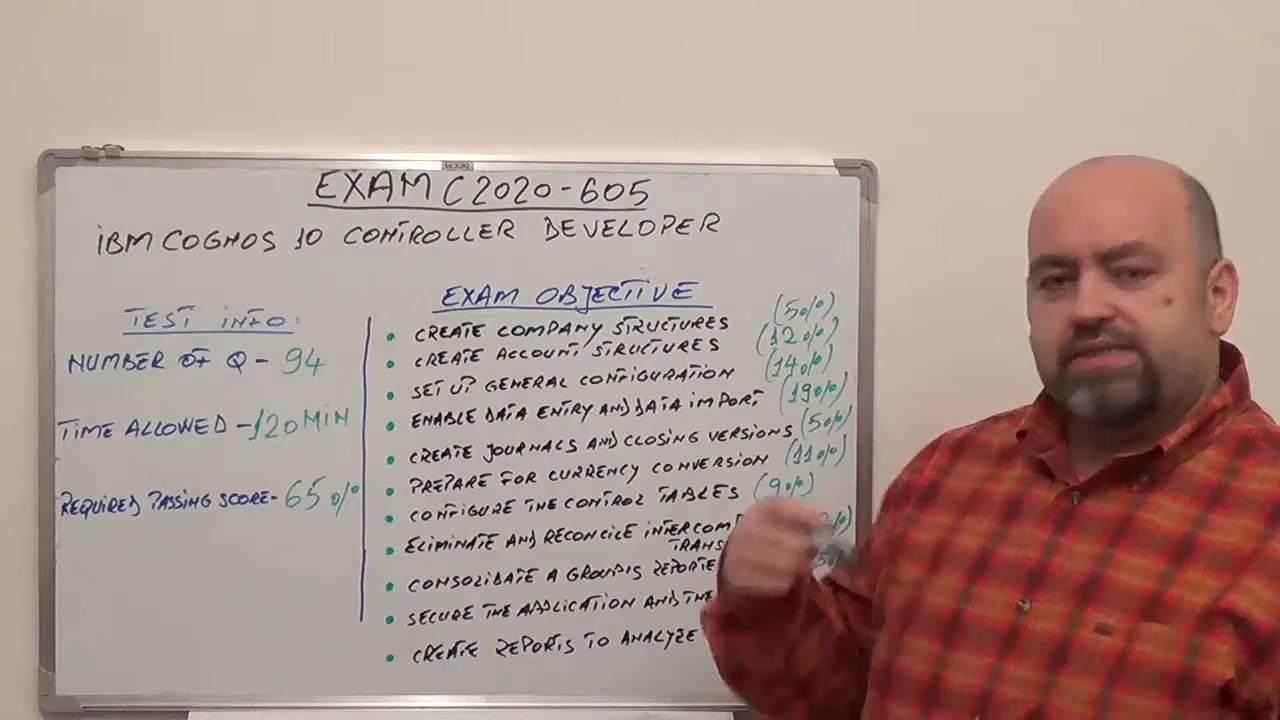 EXAM C2020-605
IBM COGNOS 10 CONTROLLER DEVELOPER
TEST INFO:
NUMBER OF Q - 94
TIME ALLOWED - 120 MIN
REQUIRED PASSING SCORE - 65%
EXAM OBJECTIVE
• CREATE COMPANY STRUCTURES (5%)
• CREATE ACCOUNT STRUCTURES (12%)
• SET UP GENERAL CONFIGURATION (14%)
• ENABLE DATA ENTRY AND DATA IMPORT (19%)
• CREATE JOURNALS AND CLOSING VERSIONS (5%)
• PREPARE FOR CURRENCY CONVERSION (11%)
• CONFIGURE THE CONTROL TABLES (9%)
• ELIMINATE AND RECONCILE INTERCOM
TRANS
• CONSOLIDATE A GROUP'S REPORTE
• SECURE THE APPLICATION AND THE
• CREATE REPORTS TO ANALYZE